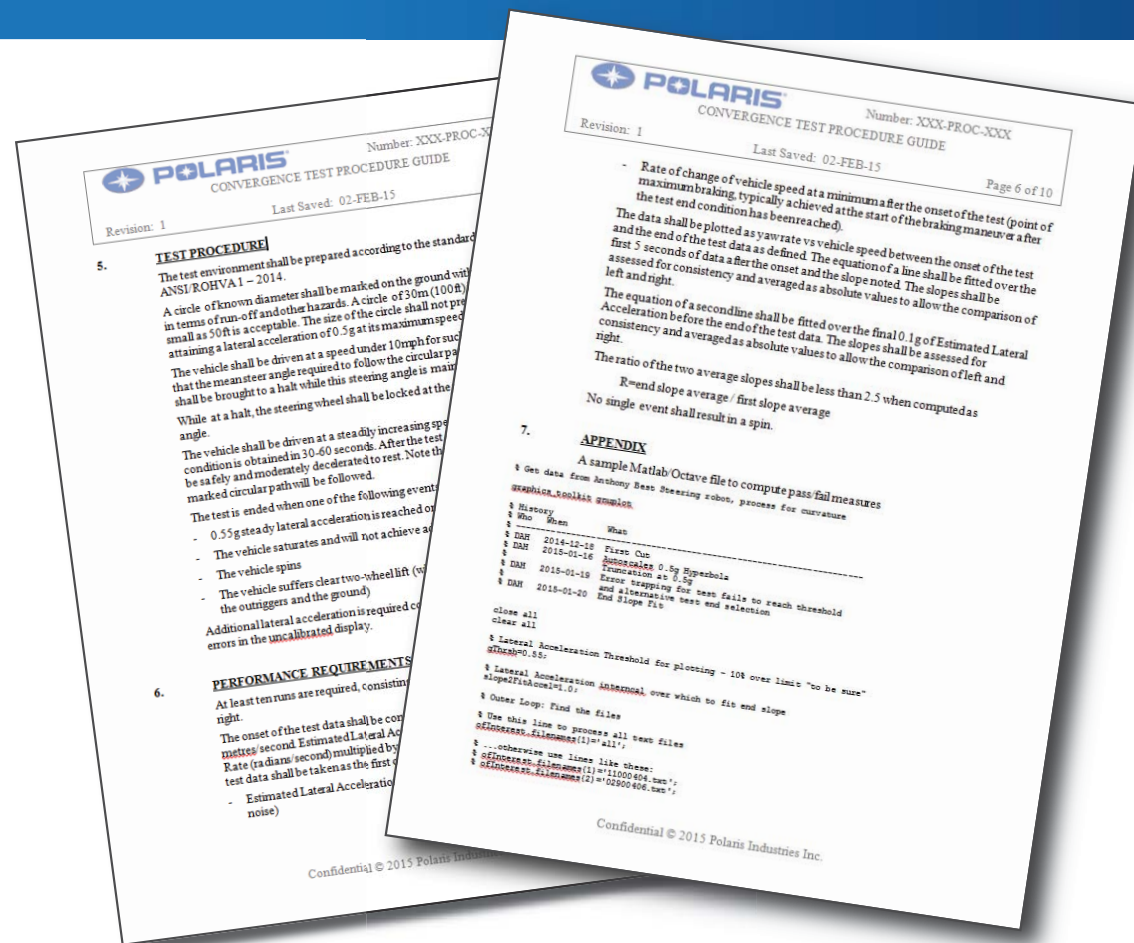 POLARIS
Number: XXX-PROC-X
CONVERGENCE TEST PROCEDURE GUIDE
Revision: 1
Last Saved: 02-FEB-15
5. TEST PROCEDURE
The test environment shall be prepared according to the standard
ANSI/ROHVA 1 – 2014.
A circle of known diameter shall be marked on the ground with
in terms of run-off and other hazards. A circle of 30m (100ft)
small as 50ft is acceptable. The size of the circle shall not pre
attaining a lateral acceleration of 0.5g at its maximum speed
The vehicle shall be driven at a speed under 10mph for suc
that the mean steer angle required to follow the circular pa
shall be brought to a halt while this steering angle is main
While at a halt, the steering wheel shall be locked at the
angle.
The vehicle shall be driven at a steadily increasing spe
condition is obtained in 30-60 seconds. After the test
be safely and moderately decelerated to rest. Note th
marked circular path will be followed.
The test is ended when one of the following events
- 0.55g steady lateral acceleration is reached or
- The vehicle saturates and will not achieve ad
- The vehicle spins
- The vehicle suffers clear two-wheel lift (wi
the outriggers and the ground)
Additional lateral acceleration is required co
errors in the uncalibrated display.
6. PERFORMANCE REQUIREMENTS
At least ten runs are required, consisting
right.
The onset of the test data shall be con
metres/second. Estimated Lateral Ac
Rate (radians/second) multiplied by
test data shall be taken as the first o
- Estimated Lateral Acceleratio
noise)
Confidential © 2015 Polaris Indus
POLARIS
Number: XXX-PROC-XXX
CONVERGENCE TEST PROCEDURE GUIDE
Revision: 1
Last Saved: 02-FEB-15
Page 6 of 10
- Rate of change of vehicle speed at a minimum after the onset of the test (point of
maximum braking, typically achieved at the start of the braking maneuver after
the test end condition has been reached).
The data shall be plotted as yaw rate vs vehicle speed between the onset of the test
and the end of the test data as defined. The equation of a line shall be fitted over the
first 5 seconds of data after the onset and the slope noted. The slopes shall be
assessed for consistency and averaged as absolute values to allow the comparison of
left and right.
The equation of a second line shall be fitted over the final 0.1g of Estimated Lateral
Acceleration before the end of the test data. The slopes shall be assessed for
consistency and averaged as absolute values to allow the comparison of left and
right.
The ratio of the two average slopes shall be less than 2.5 when computed as
R=end slope average / first slope average
No single event shall result in a spin.
7. APPENDIX
A sample Matlab/Octave file to compute pass/fail measures
% Get data from Anthony Best Steering robot, process for curvature
graphics_toolkit gnuplot
% History
% Who When What
% ----------------------------------------------------------------
% DAH 2014-12-18 First Cut
% DAH 2015-01-16 Autoscales 0.5g Hyperbola
% Truncation at 0.5g
% DAH 2015-01-19 Error trapping for test fails to reach threshold
% and alternative test end selection
% DAH 2015-01-20 End Slope Fit
close all
clear all
% Lateral Acceleration Threshold for plotting - 10% over limit "to be sure"
gThrsh=0.55;
% Lateral Acceleration interncal over which to fit end slope
slope2FitAccel=1.0;
% Outer Loop: Find the files
% Use this line to process all text files
ofInterest.filenames(1)='all';
% ...otherwise use lines like these:
% ofInterest.filenames(1)='11000404.txt';
% ofInterest.filenames(2)='02900406.txt';
Confidential © 2015 Polaris Industries Inc.